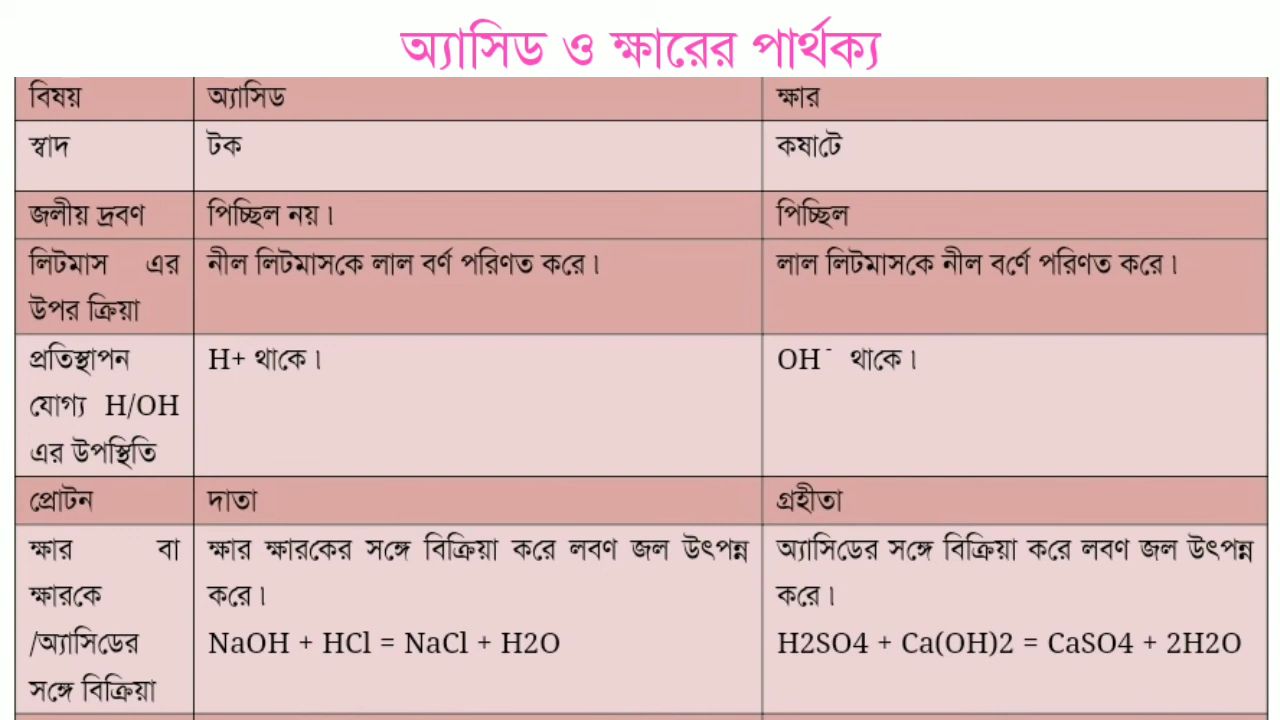 অ্যাসিড ও ক্ষারের পার্থক্য
বিষয় অ্যাসিড ক্ষার
স্বাদ টক কষাটে
জলীয় দ্রবণ পিচ্ছিল নয়। পিচ্ছিল
লিটমাস এর নীল লিটমাসকে লাল বর্ণ পরিণত করে। লাল লিটমাসকে নীল বর্ণে পরিণত করে।
উপর ক্রিয়া
প্রতিস্থাপন H+ থাকে। OH⁻ থাকে।
যোগ্য H/OH
এর উপস্থিতি
প্রোটন দাতা গ্রহীতা
ক্ষার বা ক্ষার ক্ষারকের সঙ্গে বিক্রিয়া করে লবণ জল উৎপন্ন অ্যাসিডের সঙ্গে বিক্রিয়া করে লবণ জল উৎপন্ন
ক্ষারকে করে। করে।
/অ্যাসিডের NaOH + HCl = NaCl + H2O H2SO4 + Ca(OH)2 = CaSO4 + 2H2O
সঙ্গে বিক্রিয়া